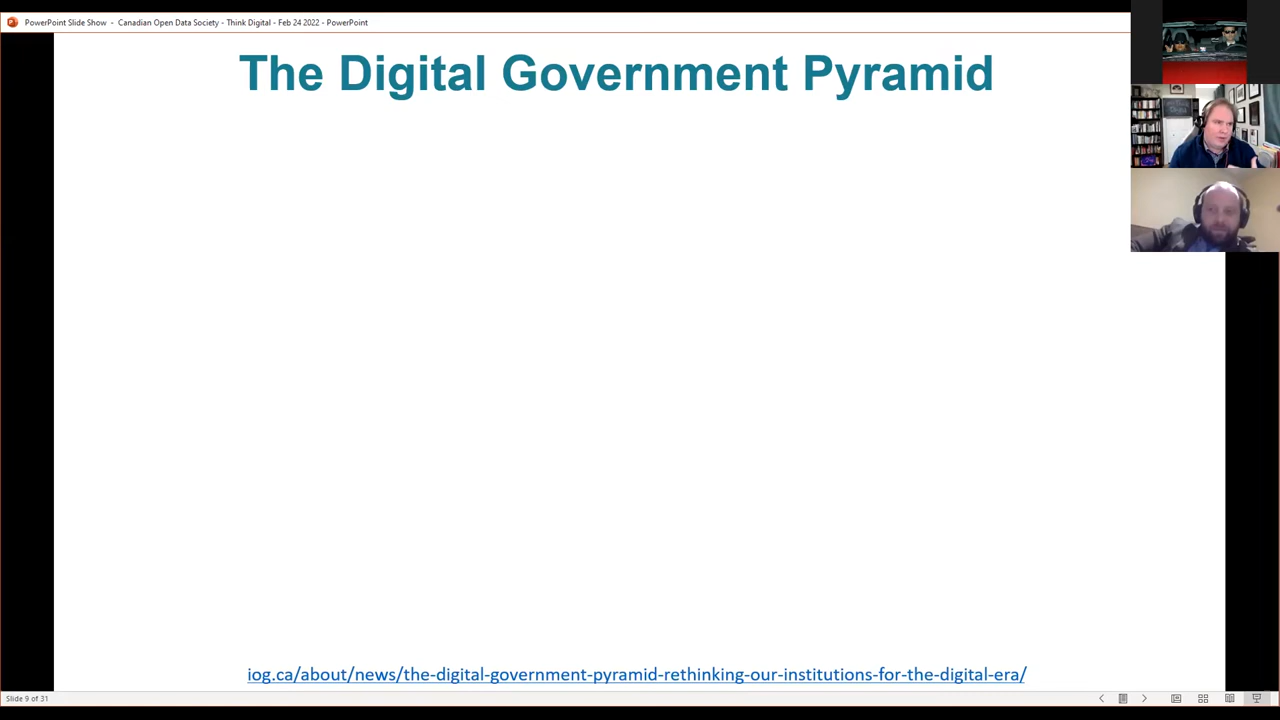 PowerPoint Slide Show - Canadian Open Data Society - Think Digital - Feb 24 2022 - PowerPoint
The Digital Government Pyramid
iog.ca/about/news/the-digital-government-pyramid-rethinking-our-institutions-for-the-digital-era/
Slide 9 of 31